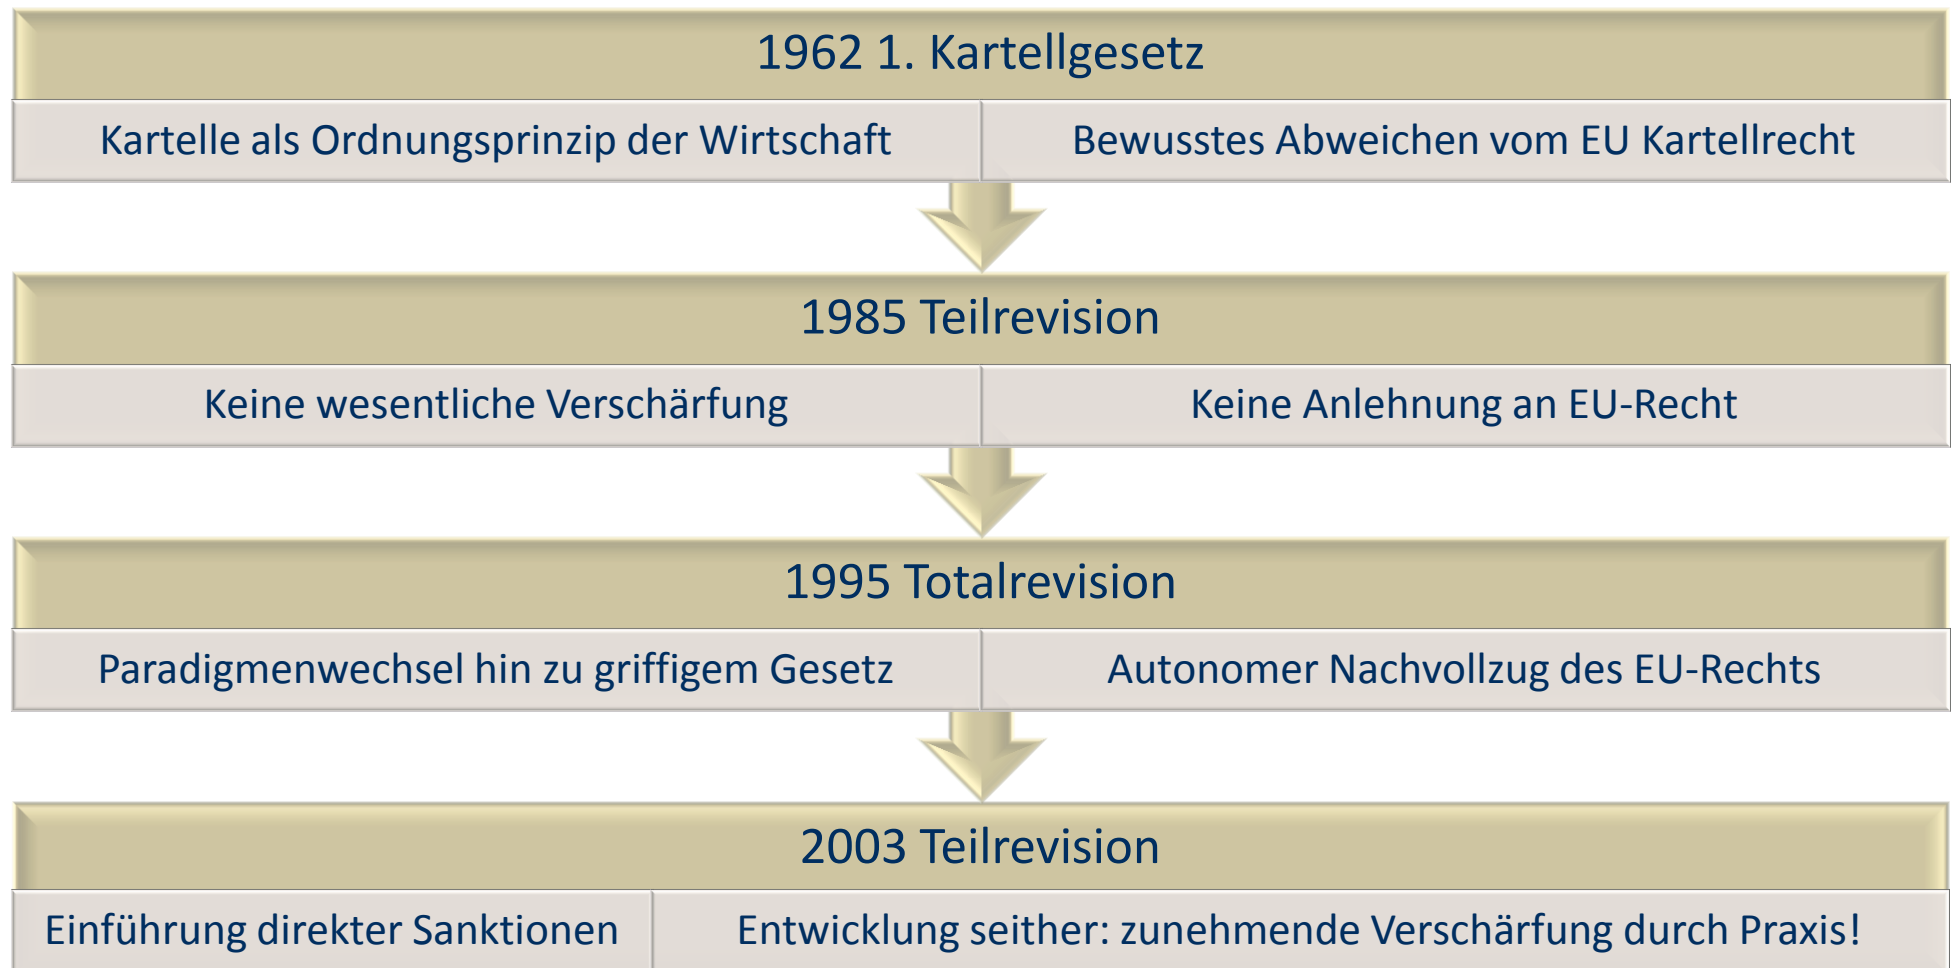 1962 1. Kartellgesetz
Kartelle als Ordnungsprinzip der Wirtschaft
Bewusstes Abweichen vom EU Kartellrecht
1985 Teilrevision
Keine wesentliche Verschärfung
Keine Anlehnung an EU-Recht
1995 Totalrevision
Paradigmenwechsel hin zu griffigem Gesetz
Autonomer Nachvollzug des EU-Rechts
2003 Teilrevision
Einführung direkter Sanktionen
Entwicklung seither: zunehmende Verschärfung durch Praxis!